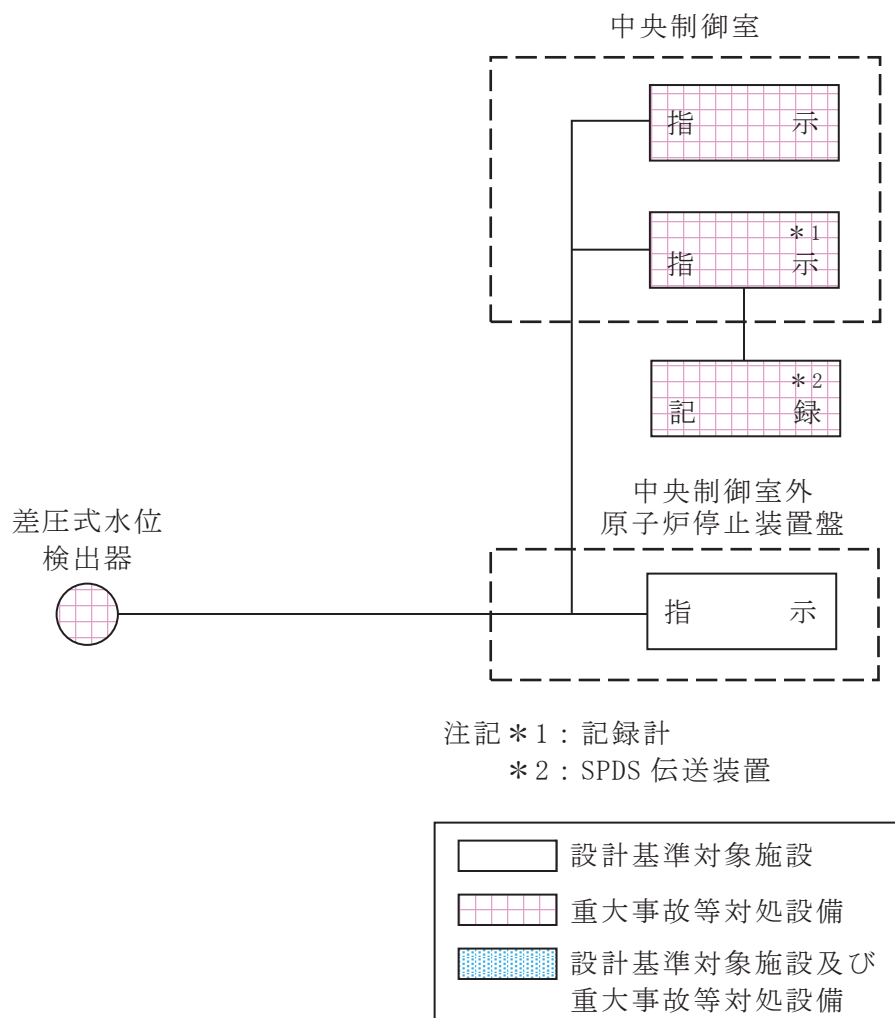 中央制御室
指示
＊1
指示
＊2
記録
中央制御室外
原子炉停止装置盤
差圧式水位
検出器
指示
注記＊1：記録計
＊2：SPDS 伝送装置
設計基準対象施設
重大事故等対処設備
設計基準対象施設及び
重大事故等対処設備